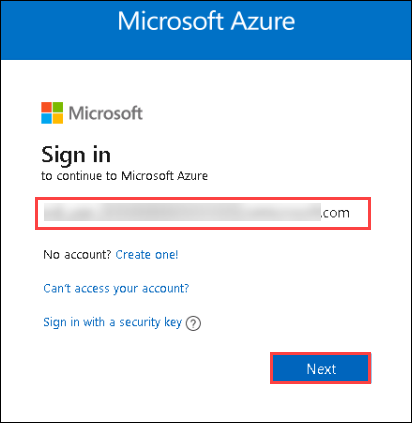 Microsoft Azure
Microsoft
Sign in
to continue to Microsoft Azure
.com
No account? Create one!
Can't access your account?
Sign in with a security key ?
Next